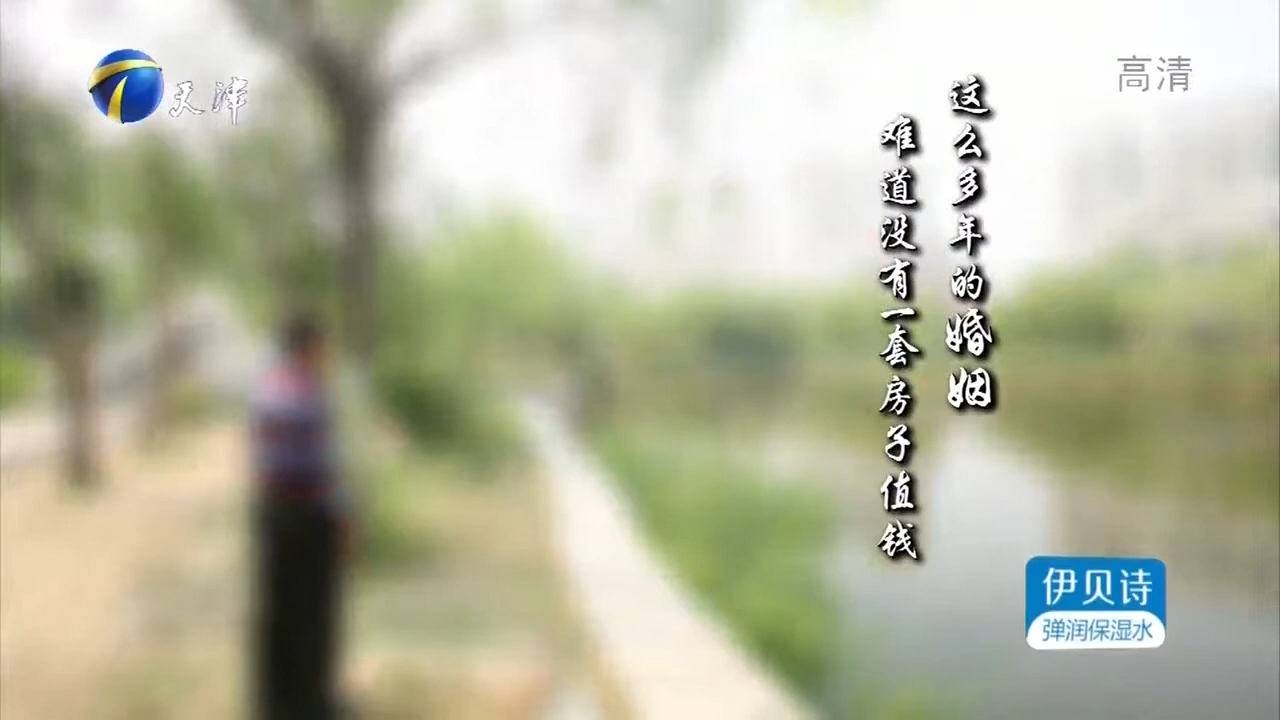 天津
高清
这么多年的婚姻
难道没有一套房子值钱
伊贝诗
弹润保湿水